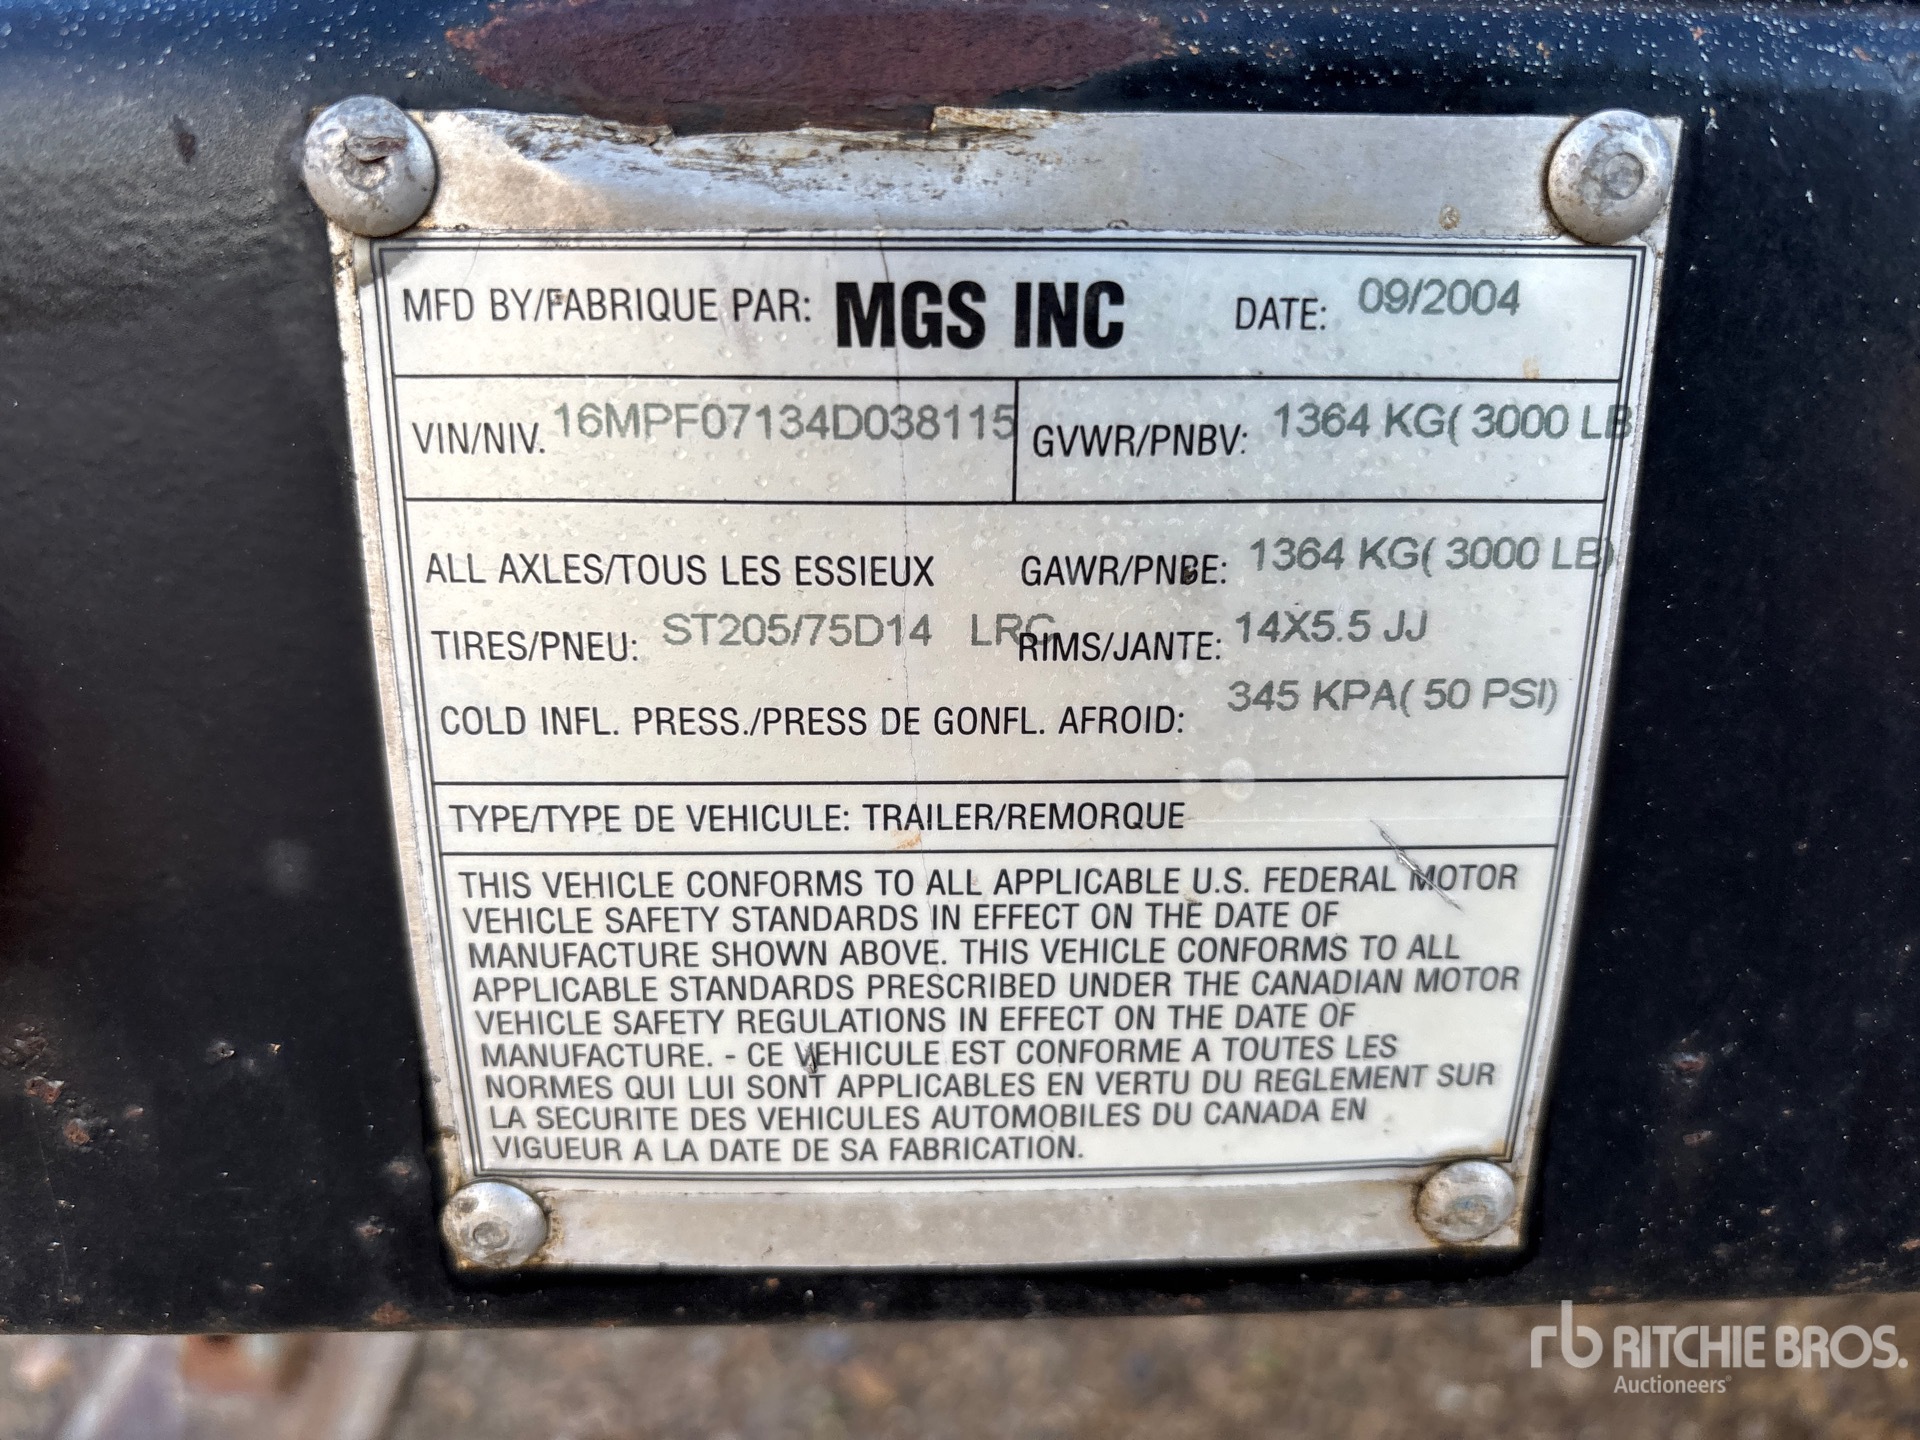 MFD BY/FABRIQUE PAR: MGS INC DATE: 09/2004
VIN/NIV. 16MPF07134D038115 GVWR/PNBV: 1364 KG( 3000 LB
ALL AXLES/TOUS LES ESSIEUX GAWR/PNBE: 1364 KG( 3000 LB)
TIRES/PNEU: ST205/75D14 LRC RIMS/JANTE: 14X5.5 JJ
COLD INFL. PRESS./PRESS DE GONFL. AFROID: 345 KPA( 50 PSI)
TYPE/TYPE DE VEHICULE: TRAILER/REMORQUE
THIS VEHICLE CONFORMS TO ALL APPLICABLE U.S. FEDERAL MOTOR
VEHICLE SAFETY STANDARDS IN EFFECT ON THE DATE OF
MANUFACTURE SHOWN ABOVE. THIS VEHICLE CONFORMS TO ALL
APPLICABLE STANDARDS PRESCRIBED UNDER THE CANADIAN MOTOR
VEHICLE SAFETY REGULATIONS IN EFFECT ON THE DATE OF
MANUFACTURE. - CE VEHICULE EST CONFORME A TOUTES LES
NORMES QUI LUI SONT APPLICABLES EN VERTU DU REGLEMENT SUR
LA SECURITE DES VEHICULES AUTOMOBILES DU CANADA EN
VIGUEUR A LA DATE DE SA FABRICATION.
rb RITCHIE BROS.
Auctioneers